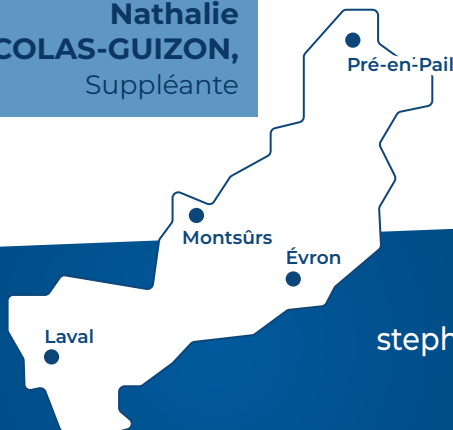 Nathalie
COLAS-GUIZON,
Suppléante
Pré-en-Pail
Montsûrs
Évron
Laval
steph